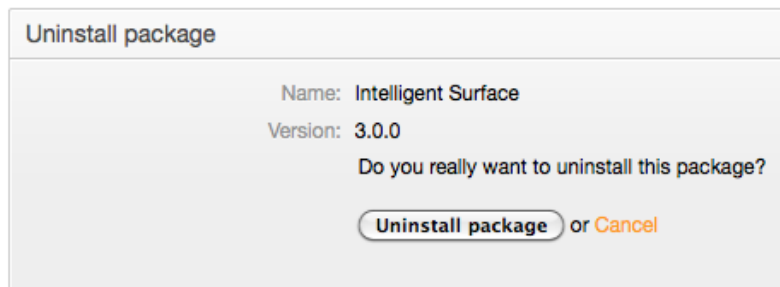 Uninstall package
Name: Intelligent Surface
Version: 3.0.0
Do you really want to uninstall this package?
Uninstall package or Cancel